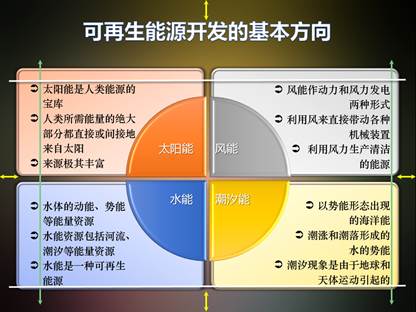 可再生能源开发的基本方向
太阳能是人类能源的
宝库
人类所需能量的绝大
部分都直接或间接地
来自太阳
来源极其丰富
风能作动力和风力发电
两种形式
利用风来直接带动各种
机械装置
利用风力生产清洁
的能源
太阳能
风能
水能
潮汐能
水体的动能、势能
等能量资源
水能资源包括河流、
潮汐等能量资源
水能是一种可再生
能源
以势能形态出现
的海洋能
潮涨和潮落形成的
水的势能
潮汐现象是由于地球和
天体运动引起的